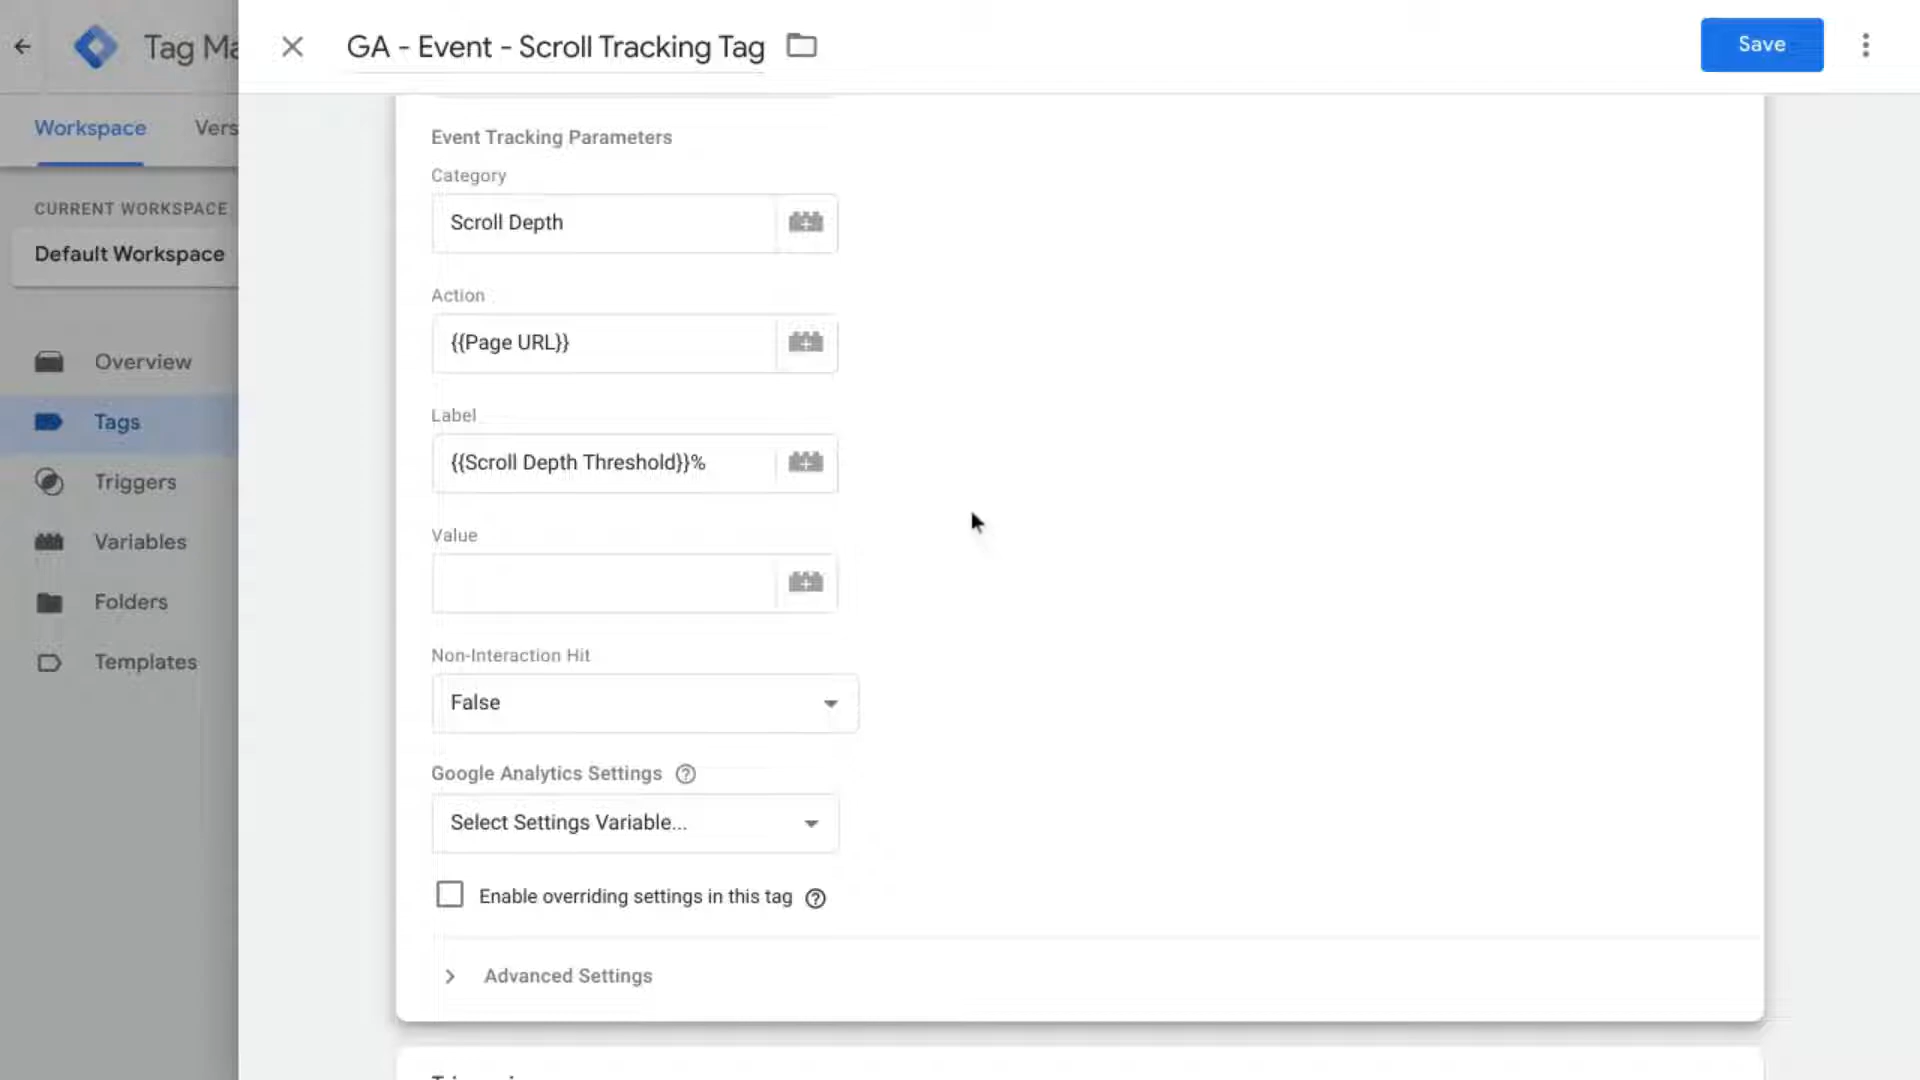 Tag Ma
GA - Event - Scroll Tracking Tag
Save
Workspace
Vers
CURRENT WORKSPACE
Default Workspace
Overview
Tags
Triggers
Variables
Folders
Templates
Event Tracking Parameters
Category
Scroll Depth
Action
{{Page URL}}
Label
{{Scroll Depth Threshold}}%
Value
Non-Interaction Hit
False
Google Analytics Settings
Select Settings Variable...
Enable overriding settings in this tag
Advanced Settings